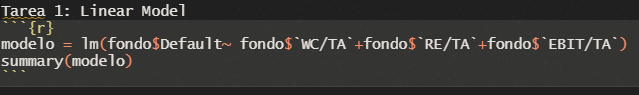 Tarea 1: Linear Model
```{r}
modelo = lm(fondo$Default~ fondo$`WC/TA`+fondo$`RE/TA`+fondo$`EBIT/TA`)
summary(modelo)
```